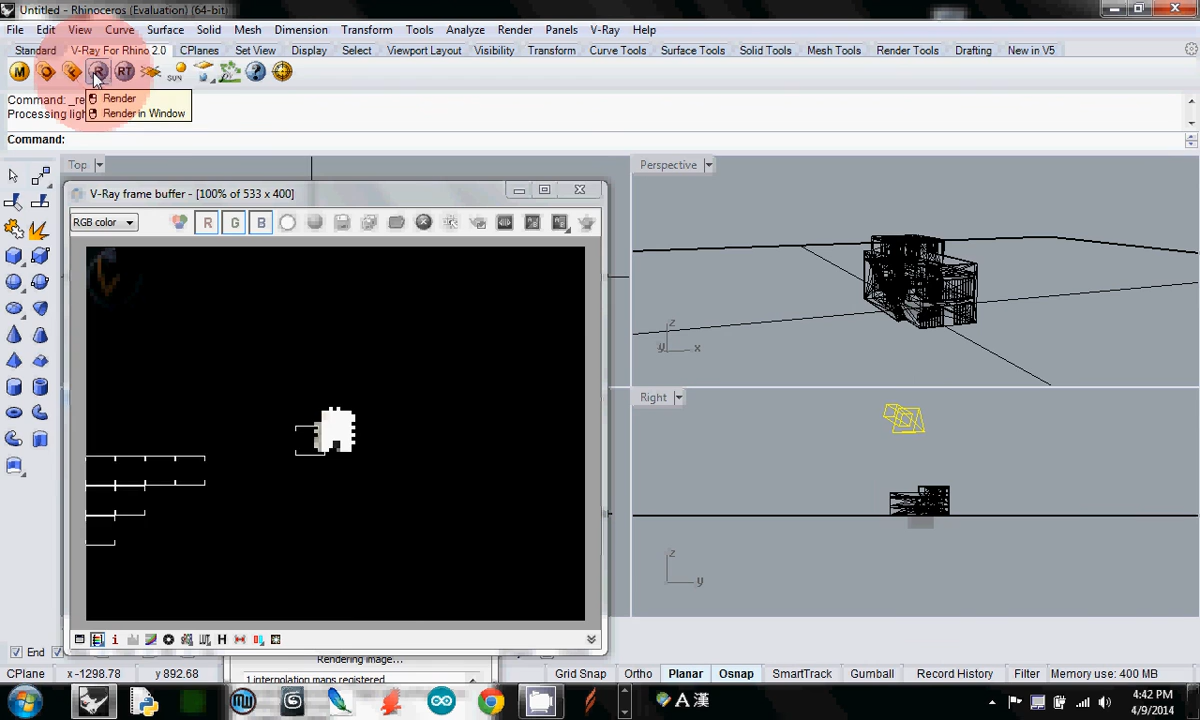 Untitled - Rhinoceros (Evaluation) (64-bit)
File Edit View Curve Surface Solid Mesh Dimension Transform Tools Analyze Render Panels V-Ray Help
Standard V-Ray For Rhino 2.0 CPlanes Set View Display Select Viewport Layout Visibility Transform Curve Tools Surface Tools Solid Tools Mesh Tools Render Tools Drafting New in V5
M R RT SUN
Command: _re
Render
Processing ligh
Render in Window
Command:
Top
Perspective
V-Ray frame buffer - [100% of 533 x 400]
RGB color R G B
z
y x
Right
z
y
H
End
Rendering image...
1 interpolation maps registered
CPlane x -1298.78 y 892.68 Grid Snap Ortho Planar Osnap SmartTrack Gumball Record History Filter Memory use: 400 MB
A 漢
4:42 PM
4/9/2014